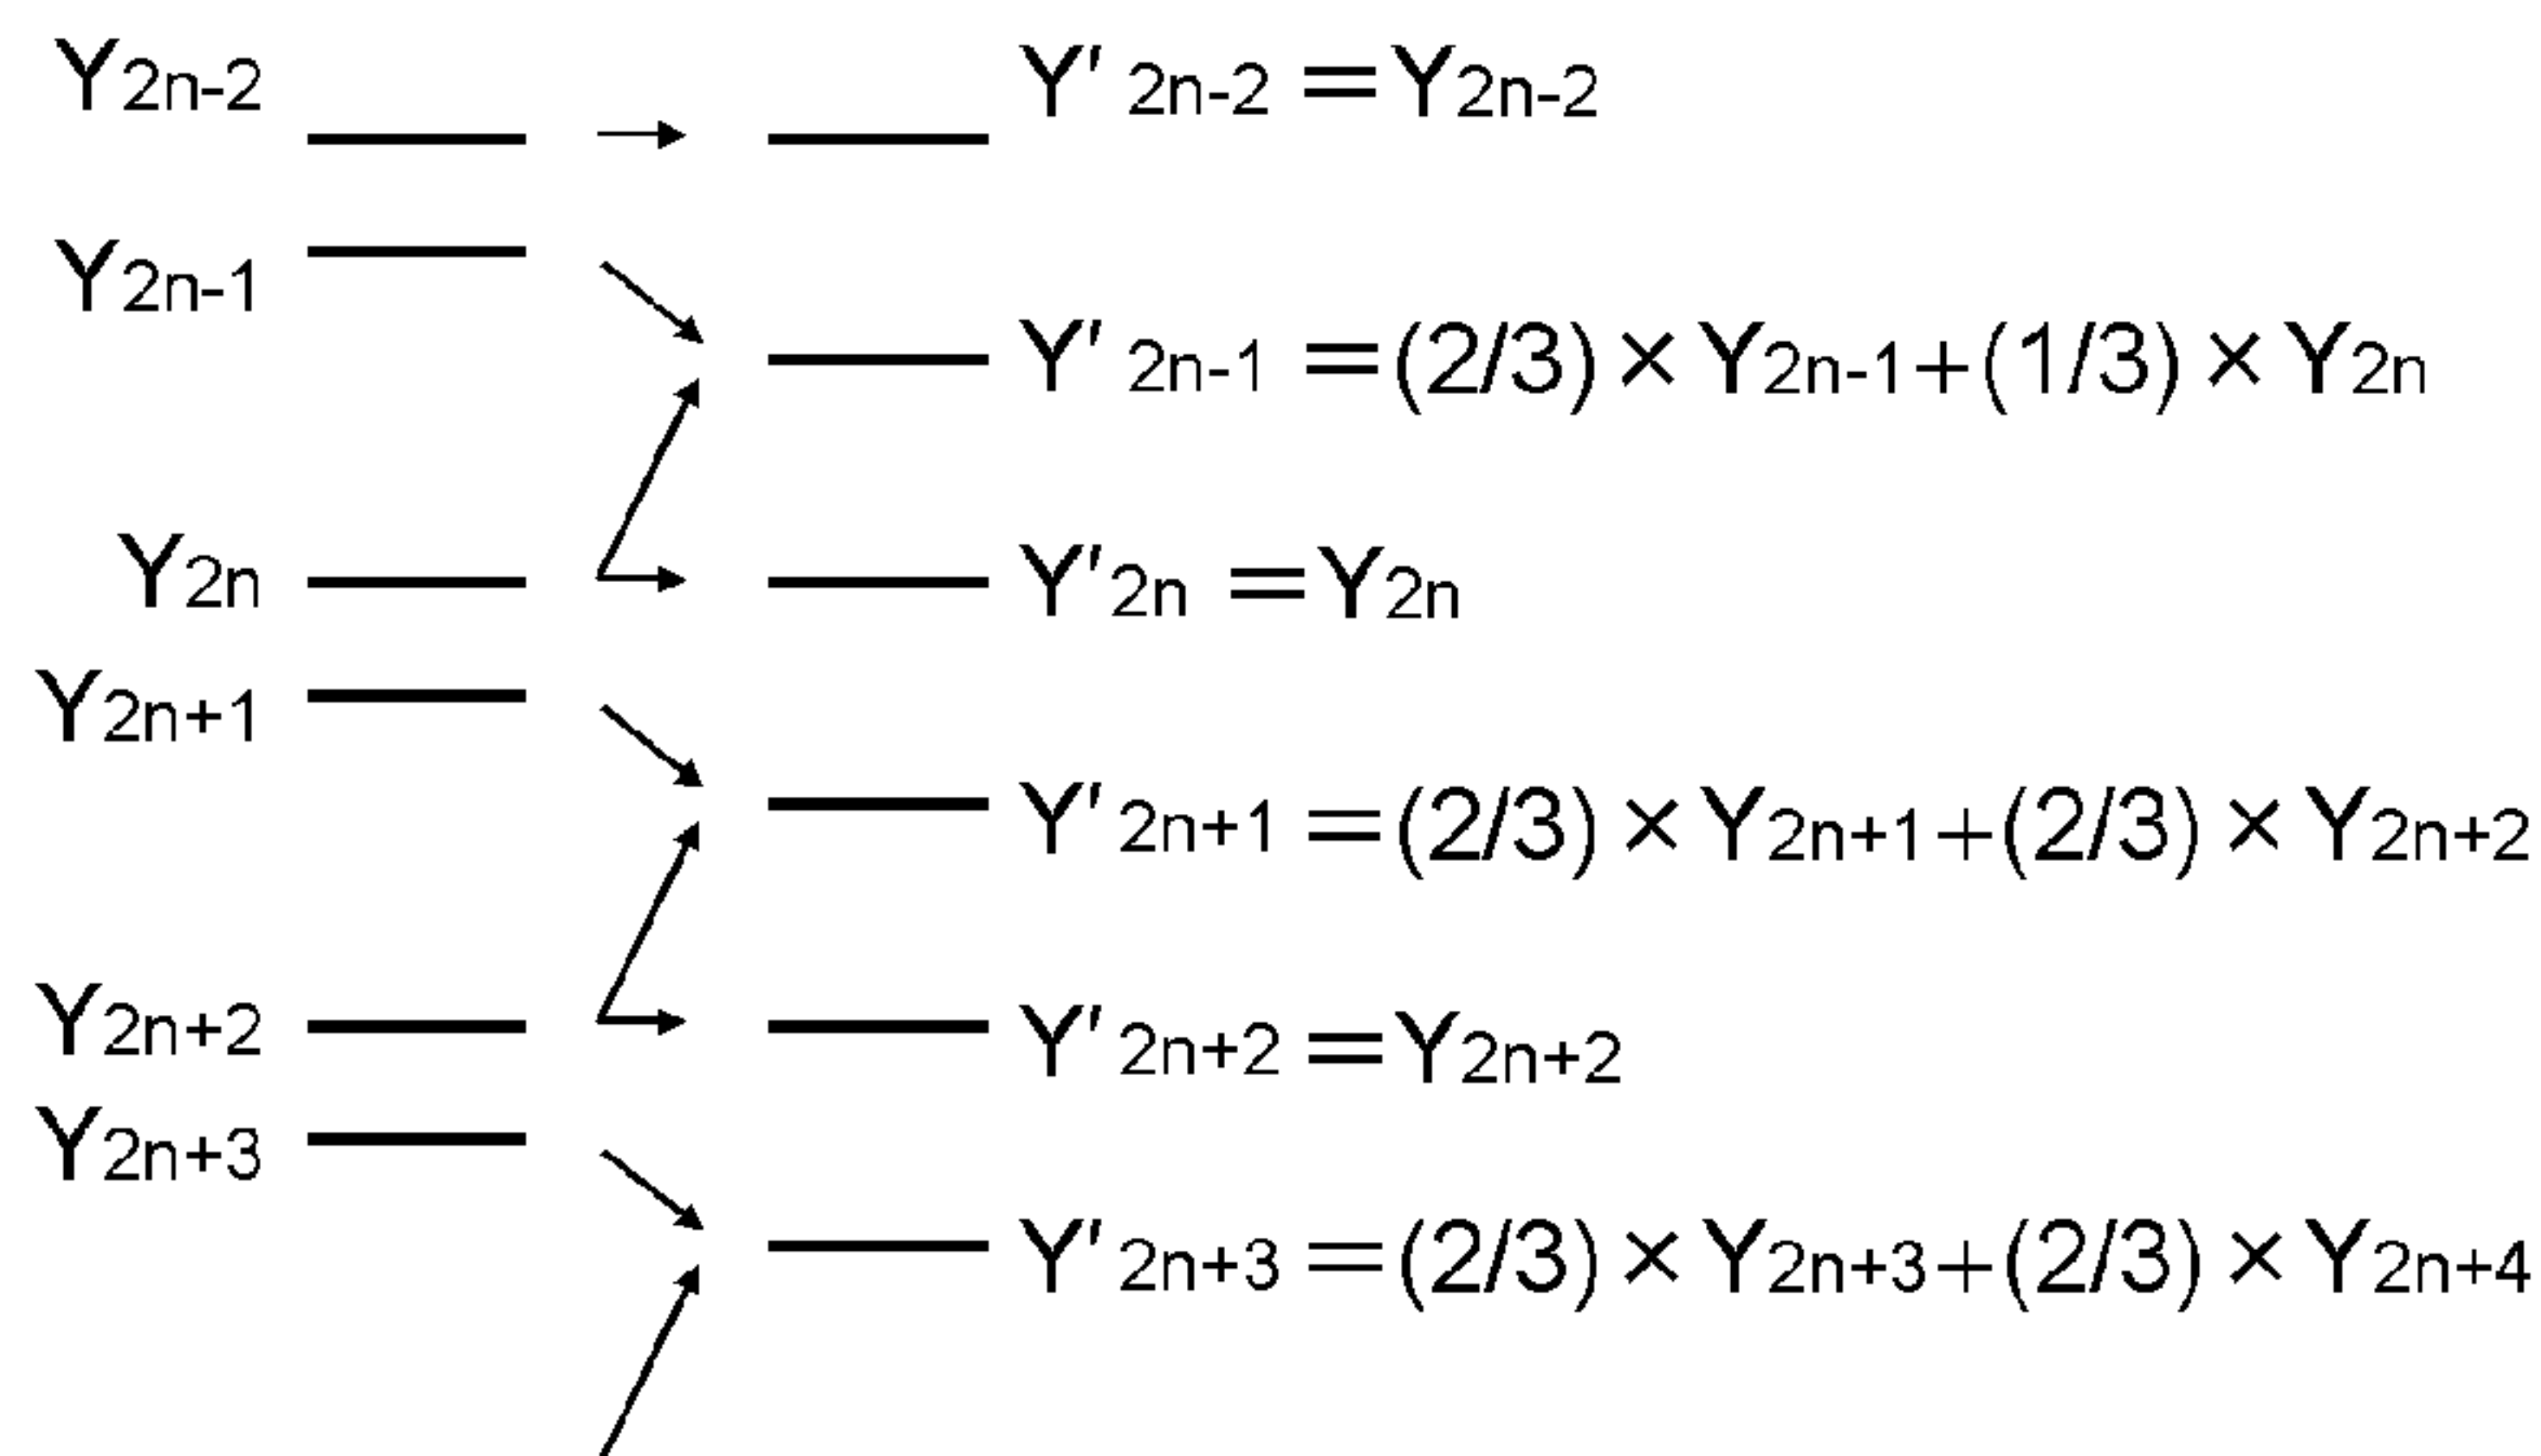 Y2n-2 Y'2n-2 = Y2n-2
Y2n-1
Y'2n-1 = (2/3) × Y2n-1 + (1/3) × Y2n
Y2n Y'2n = Y2n
Y2n+1
Y'2n+1 = (2/3) × Y2n+1 + (2/3) × Y2n+2
Y2n+2 Y'2n+2 = Y2n+2
Y2n+3
Y'2n+3 = (2/3) × Y2n+3 + (2/3) × Y2n+4